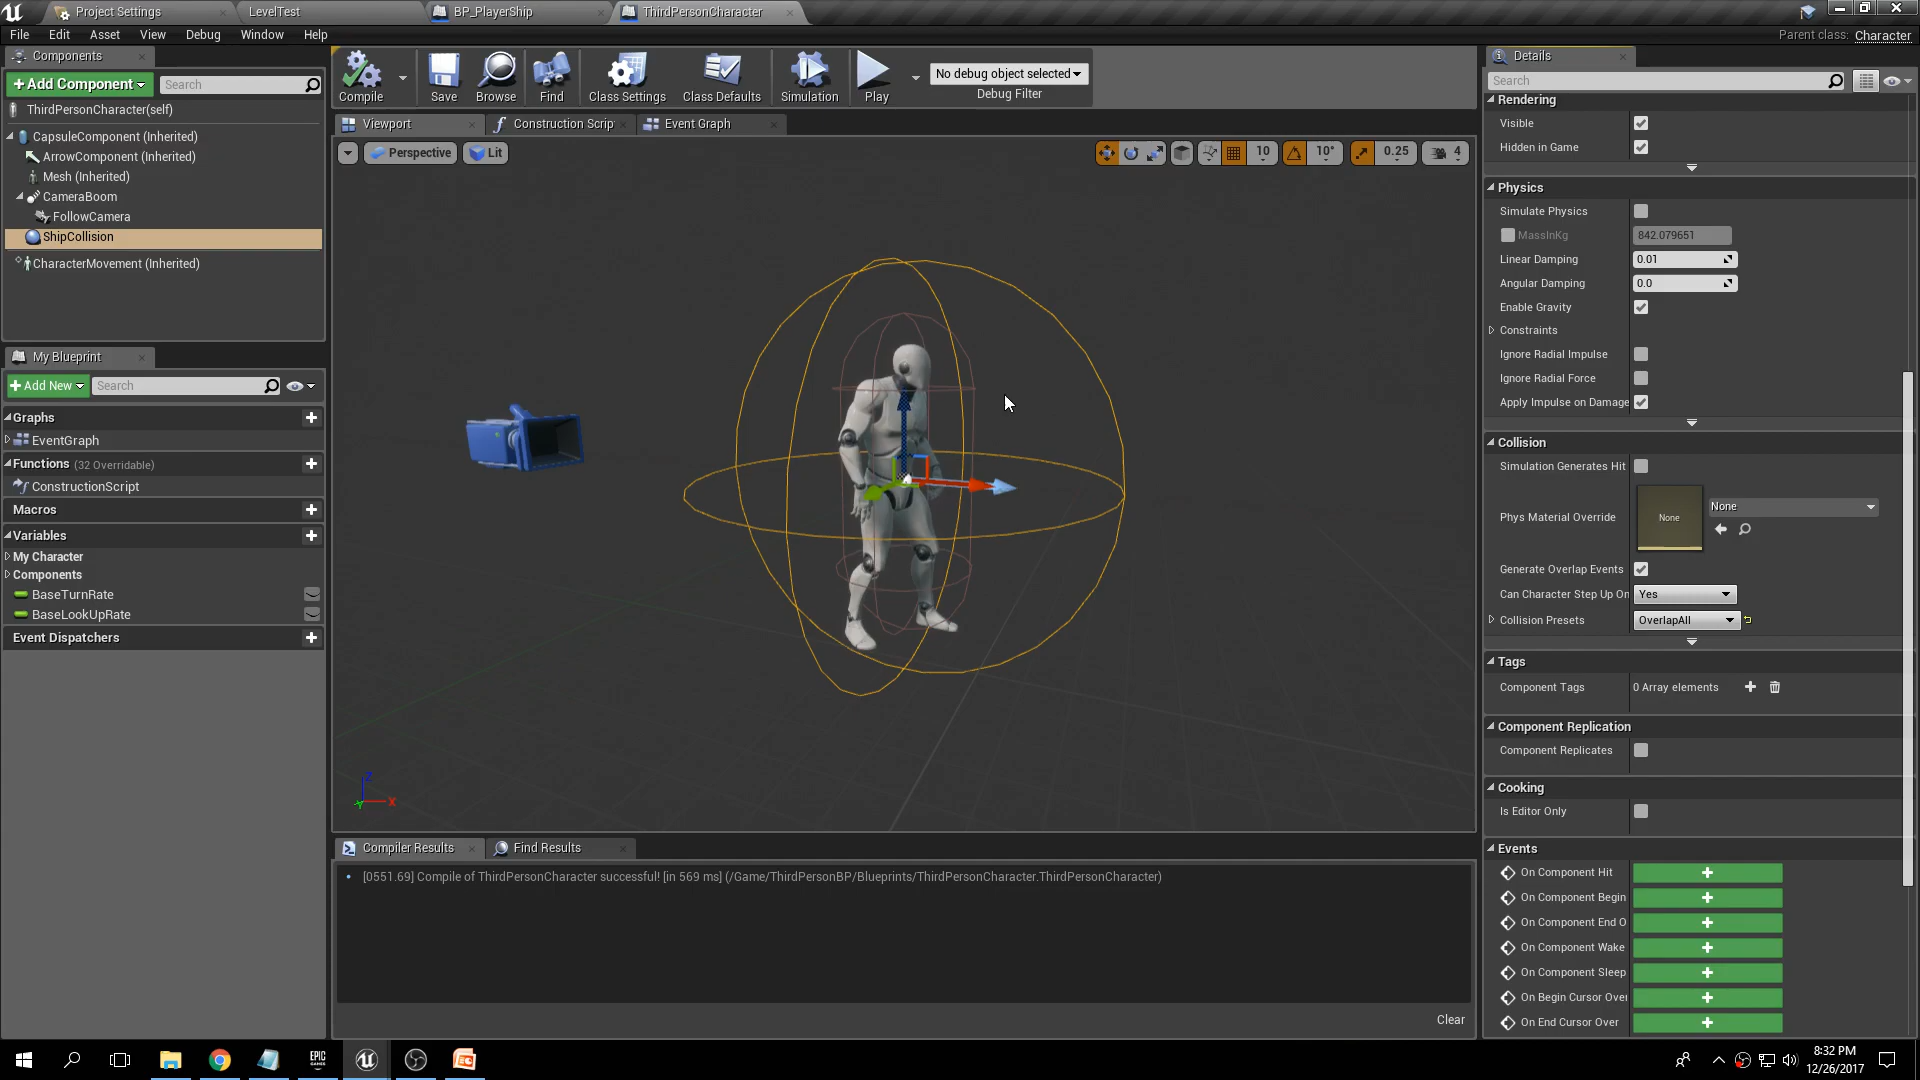 Project Settings
LevelTest
BP_PlayerShip
ThirdPersonCharacter
File Edit Asset View Debug Window Help
Parent class: Character
Components
+Add Component
Search
ThirdPersonCharacter(self)
CapsuleComponent (Inherited)
ArrowComponent (Inherited)
Mesh (Inherited)
CameraBoom
FollowCamera
ShipCollision
CharacterMovement (Inherited)
My Blueprint
+Add New
Search
Graphs
EventGraph
Functions (32 Overridable)
ConstructionScript
Macros
Variables
My Character
Components
BaseTurnRate
BaseLookUpRate
Event Dispatchers
Compile
Save
Browse
Find
Class Settings
Class Defaults
Simulation
Play
No debug object selected
Debug Filter
Viewport
Construction Scrip
Event Graph
Perspective
Lit
10
10°
0.25
4
Z
X
Y
Compiler Results
Find Results
[0551.69] Compile of ThirdPersonCharacter successful! [in 569 ms] (/Game/ThirdPersonBP/Blueprints/ThirdPersonCharacter.ThirdPersonCharacter)
Clear
Details
Search
Rendering
Visible
Hidden in Game
Physics
Simulate Physics
MassInKg 842.079651
Linear Damping 0.01
Angular Damping 0.0
Enable Gravity
Constraints
Ignore Radial Impulse
Ignore Radial Force
Apply Impulse on Damage
Collision
Simulation Generates Hit
Phys Material Override None None
Generate Overlap Events
Can Character Step Up On Yes
Collision Presets OverlapAll
Tags
Component Tags 0 Array elements
Component Replication
Component Replicates
Cooking
Is Editor Only
Events
On Component Hit
On Component Begin
On Component End O
On Component Wake
On Component Sleep
On Begin Cursor Over
On End Cursor Over
EPIC
GAMES
8:32 PM
12/26/2017